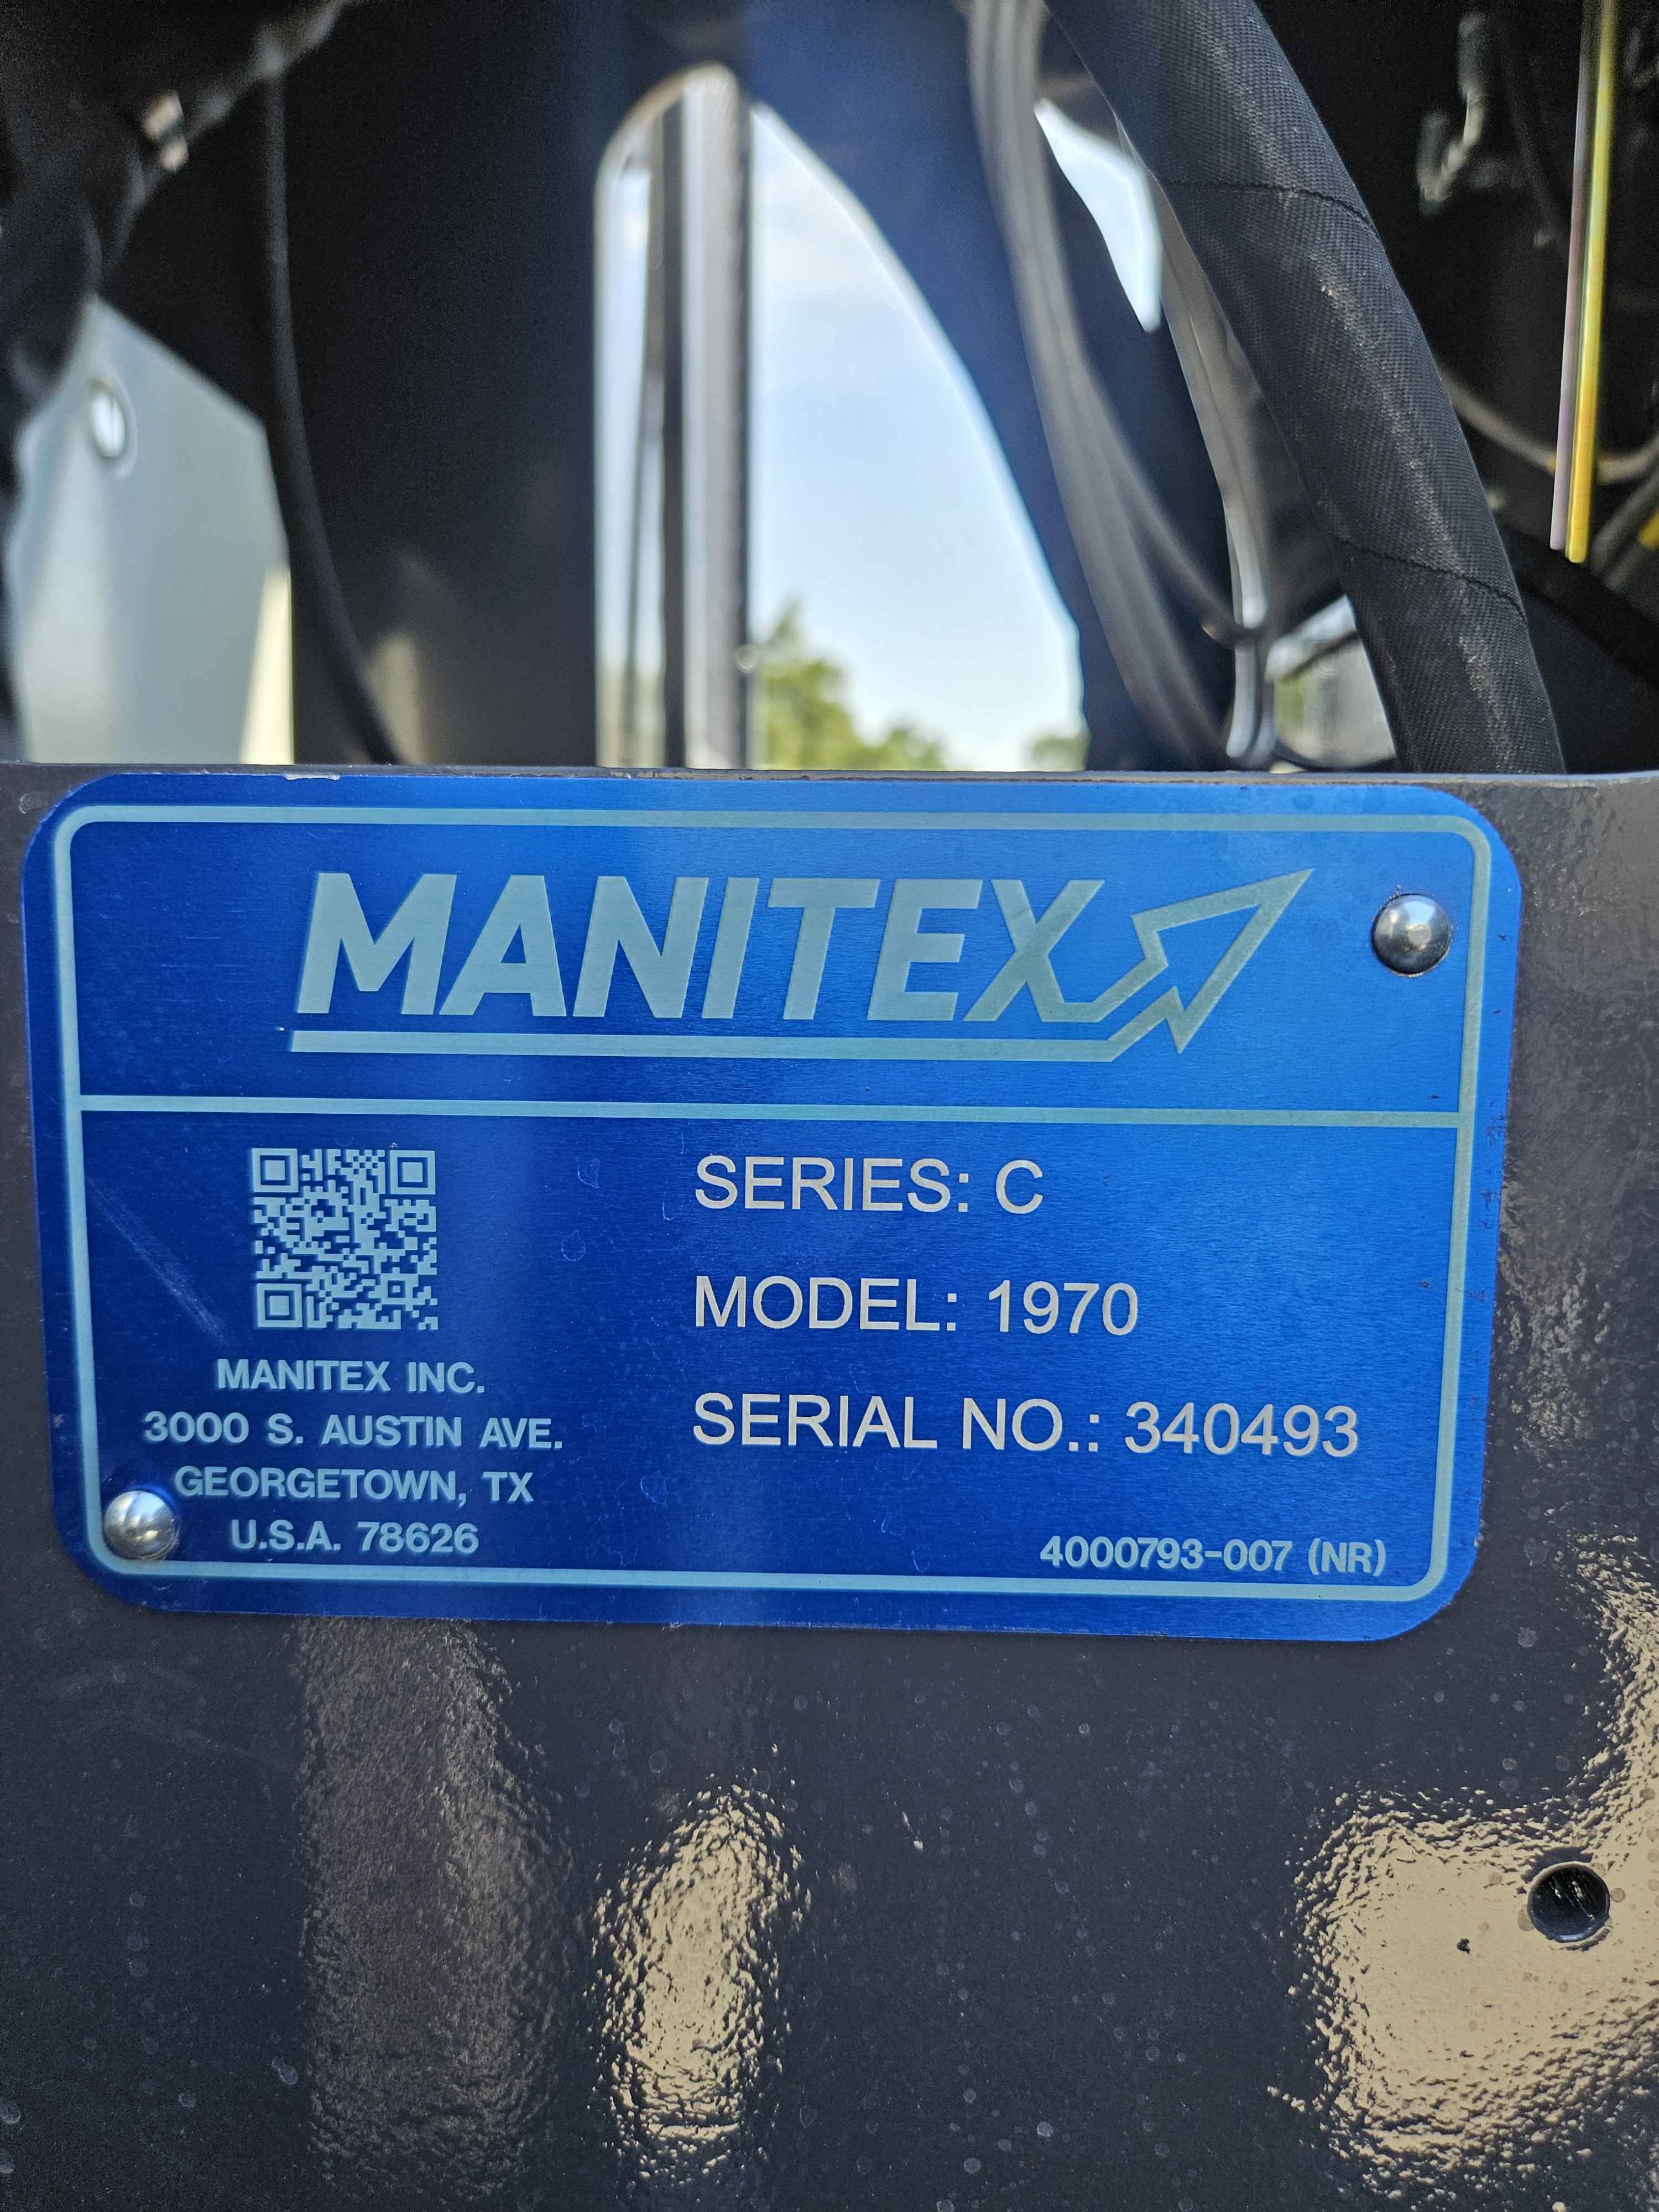 MANITEX
SERIES: C
MODEL: 1970
SERIAL NO.: 340493
MANITEX INC.
3000 S. AUSTIN AVE.
GEORGETOWN, TX
U.S.A. 78626
4000793-007 (NR)